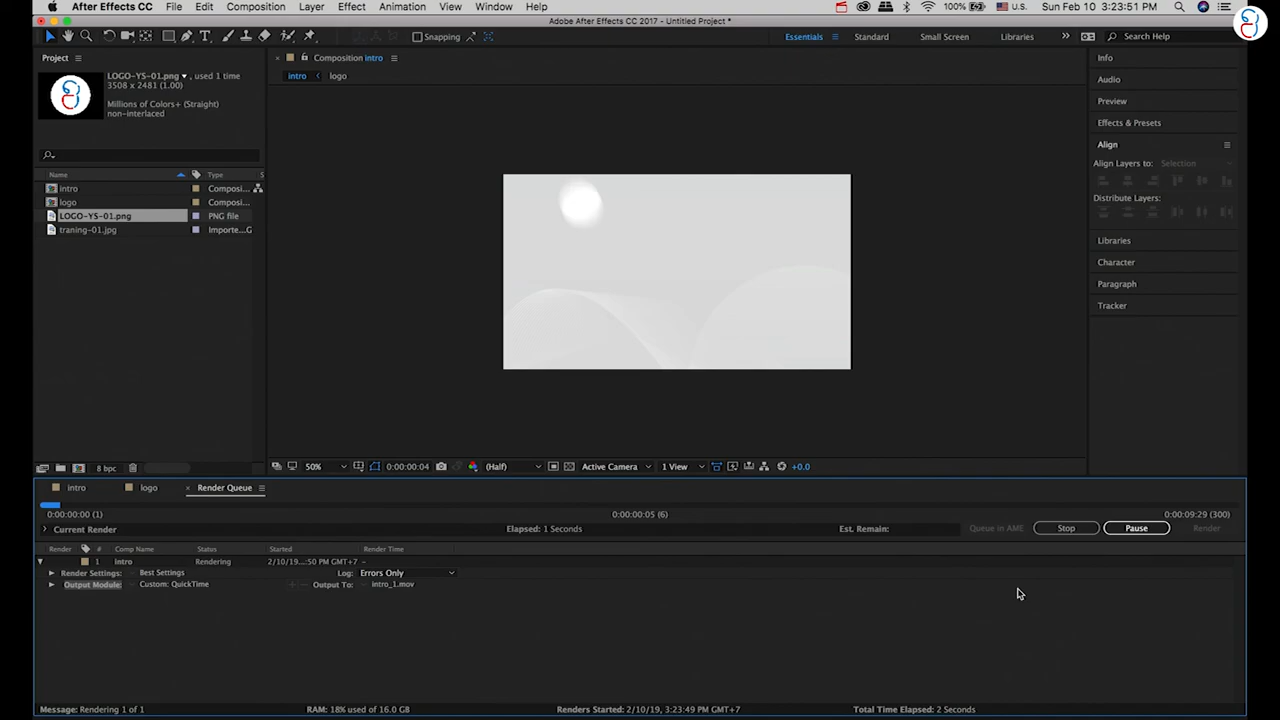 After Effects CC File Edit Composition Layer Effect Animation View Window Help 100% U.S. Sun Feb 10 3:23:51 PM
Adobe After Effects CC 2017 - Untitled Project *
Snapping Essentials Standard Small Screen Libraries Search Help
Project
Composition intro
Info
LOGO-YS-01.png, used 1 time
3508 x 2481 (1.00)
Millions of Colors+ (Straight)
non-interlaced
intro logo
Audio
Preview
Effects & Presets
Align
Align Layers to: Selection
Distribute Layers:
Libraries
Character
Paragraph
Tracker
Name Type S
intro Composi...
logo Composi...
LOGO-YS-01.png PNG file
traning-01.jpg Importe...G
8 bpc
50% 0:00:00:04 (Half) Active Camera 1 View +0.0
intro logo Render Queue
0:00:00:00 (1) 0:00:00:05 (6) 0:00:09:29 (300)
Current Render Elapsed: 1 Seconds Est. Remain: Queue in AME Stop Pause Render
Render # Comp Name Status Started Render Time
1 intro Rendering 2/10/19...:50 PM GMT+7 -
Render Settings: Best Settings Log: Errors Only
Output Module: Custom: QuickTime Output To: intro_1.mov
Message: Rendering 1 of 1 RAM: 18% used of 16.0 GB Renders Started: 2/10/19, 3:23:49 PM GMT+7 Total Time Elapsed: 2 Seconds